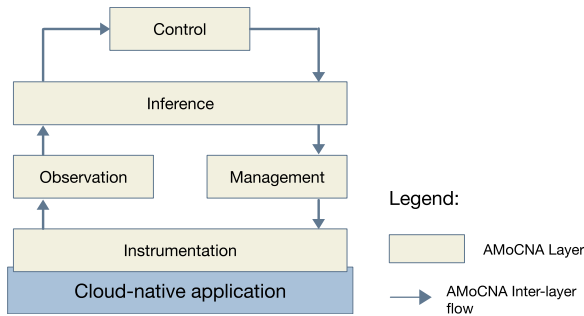 Control
Inference
Observation
Management
Instrumentation
Cloud-native application
Legend:
AMoCNA Layer
AMoCNA Inter-layer
flow